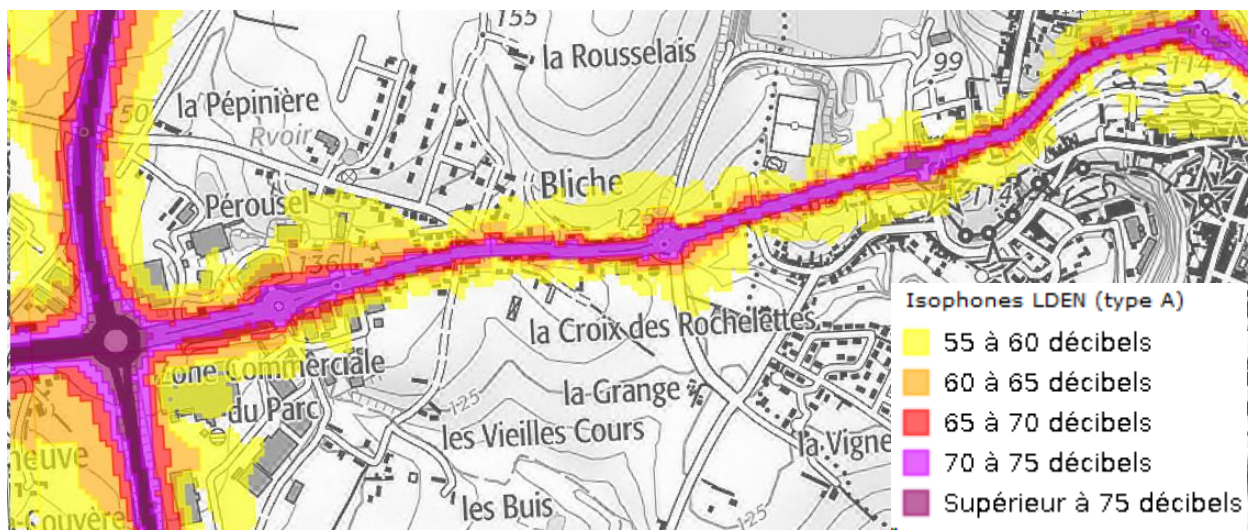 155
la Rousselais
99
114
la Pépinière
50
Rvoir
Bliche
Pérousel
125
114
136
la Croix des Rochelettes
Zone Commerciale
du Parc
la Grange
125
les Vieilles Cours
la Vigne
les Buis
125
neuve
-Couvère
Isophones LDEN (type A)
55 à 60 décibels
60 à 65 décibels
65 à 70 décibels
70 à 75 décibels
Supérieur à 75 décibels